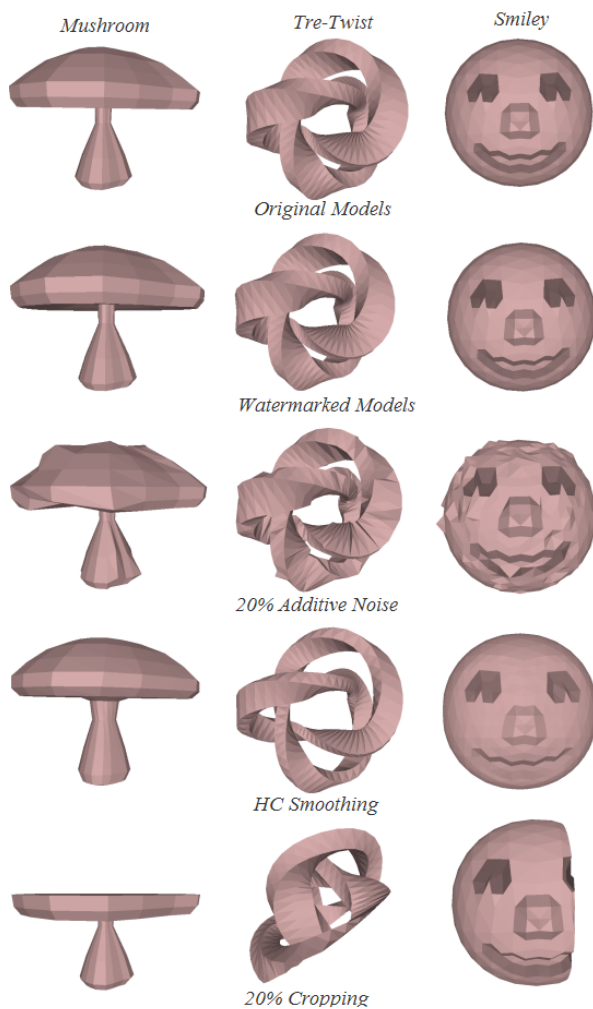 Mushroom Tre-Twist Smiley
Original Models
Watermarked Models
20% Additive Noise
HC Smoothing
20% Cropping